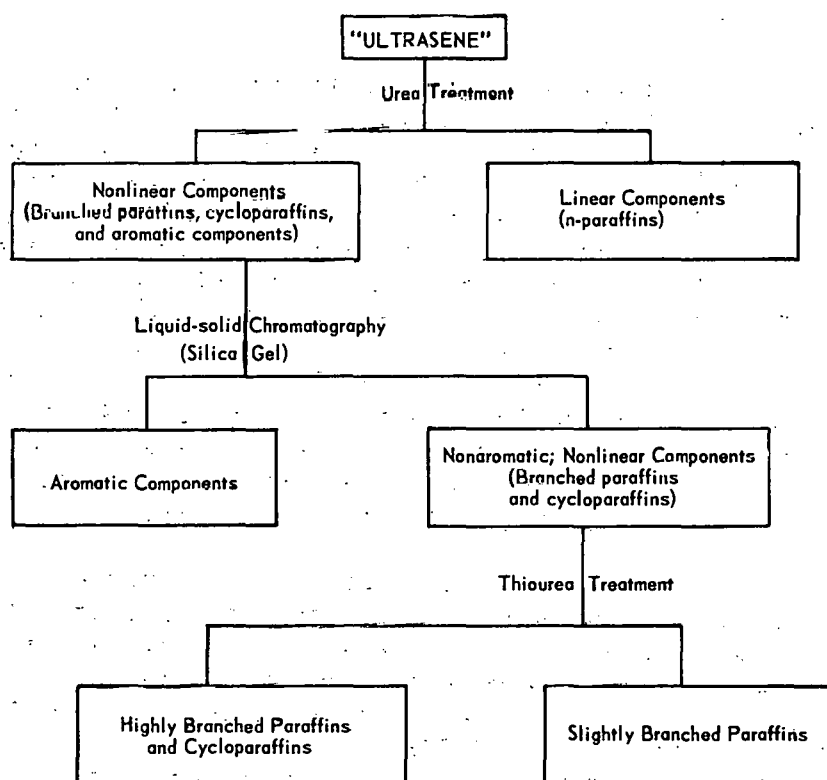 "ULTRASENE"
Urea Treatment
Nonlinear Components
(Branched paraffins, cycloparaffins,
and aromatic components)
Linear Components
(n-paraffins)
Liquid-solid Chromatography
(Silica Gel)
Aromatic Components
Nonaromatic; Nonlinear Components
(Branched paraffins
and cycloparaffins)
Thiourea Treatment
Highly Branched Paraffins
and Cycloparaffins
Slightly Branched Paraffins